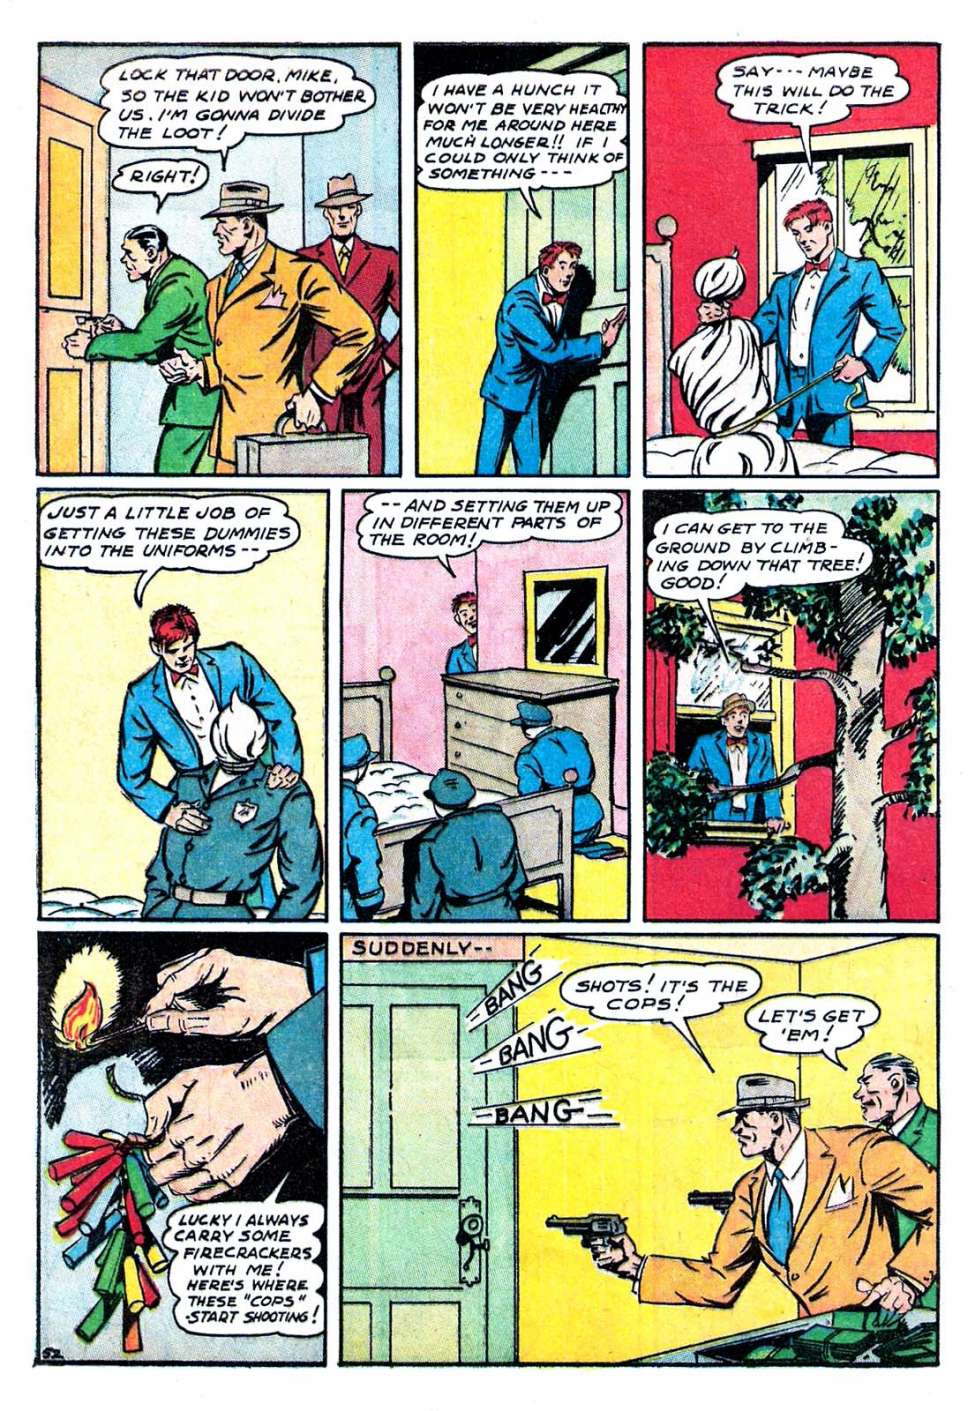 LOCK THAT DOOR, MIKE,
SO THE KID WON'T BOTHER
US. I'M GONNA DIVIDE
THE LOOT!
RIGHT!
I HAVE A HUNCH IT
WON'T BE VERY HEALTHY
FOR ME AROUND HERE
MUCH LONGER!! IF I
COULD ONLY THINK OF
SOMETHING ---
SAY--- MAYBE
THIS WILL DO THE
TRICK!
JUST A LITTLE JOB OF
GETTING THESE DUMMIES
INTO THE UNIFORMS --
-- AND SETTING THEM UP
IN DIFFERENT PARTS OF
THE ROOM!
I CAN GET TO THE
GROUND BY CLIMB-
ING DOWN THAT TREE!
GOOD!
LUCKY I ALWAYS
CARRY SOME
FIRECRACKERS
WITH ME!
HERE'S WHERE
THESE "COPS"
START SHOOTING!
52
SUDDENLY--
BANG
BANG
BANG
SHOTS! IT'S THE
COPS!
LET'S GET
'EM!